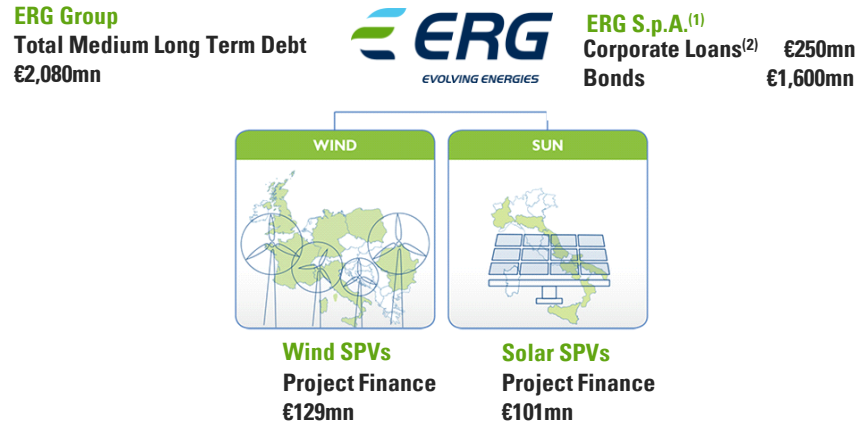 ERG Group
Total Medium Long Term Debt
€2,080mn
ERG
EVOLVING ENERGIES
ERG S.p.A.(1)
Corporate Loans(2) €250mn
Bonds €1,600mn
WIND
SUN
Wind SPVs
Project Finance
€129mn
Solar SPVs
Project Finance
€101mn